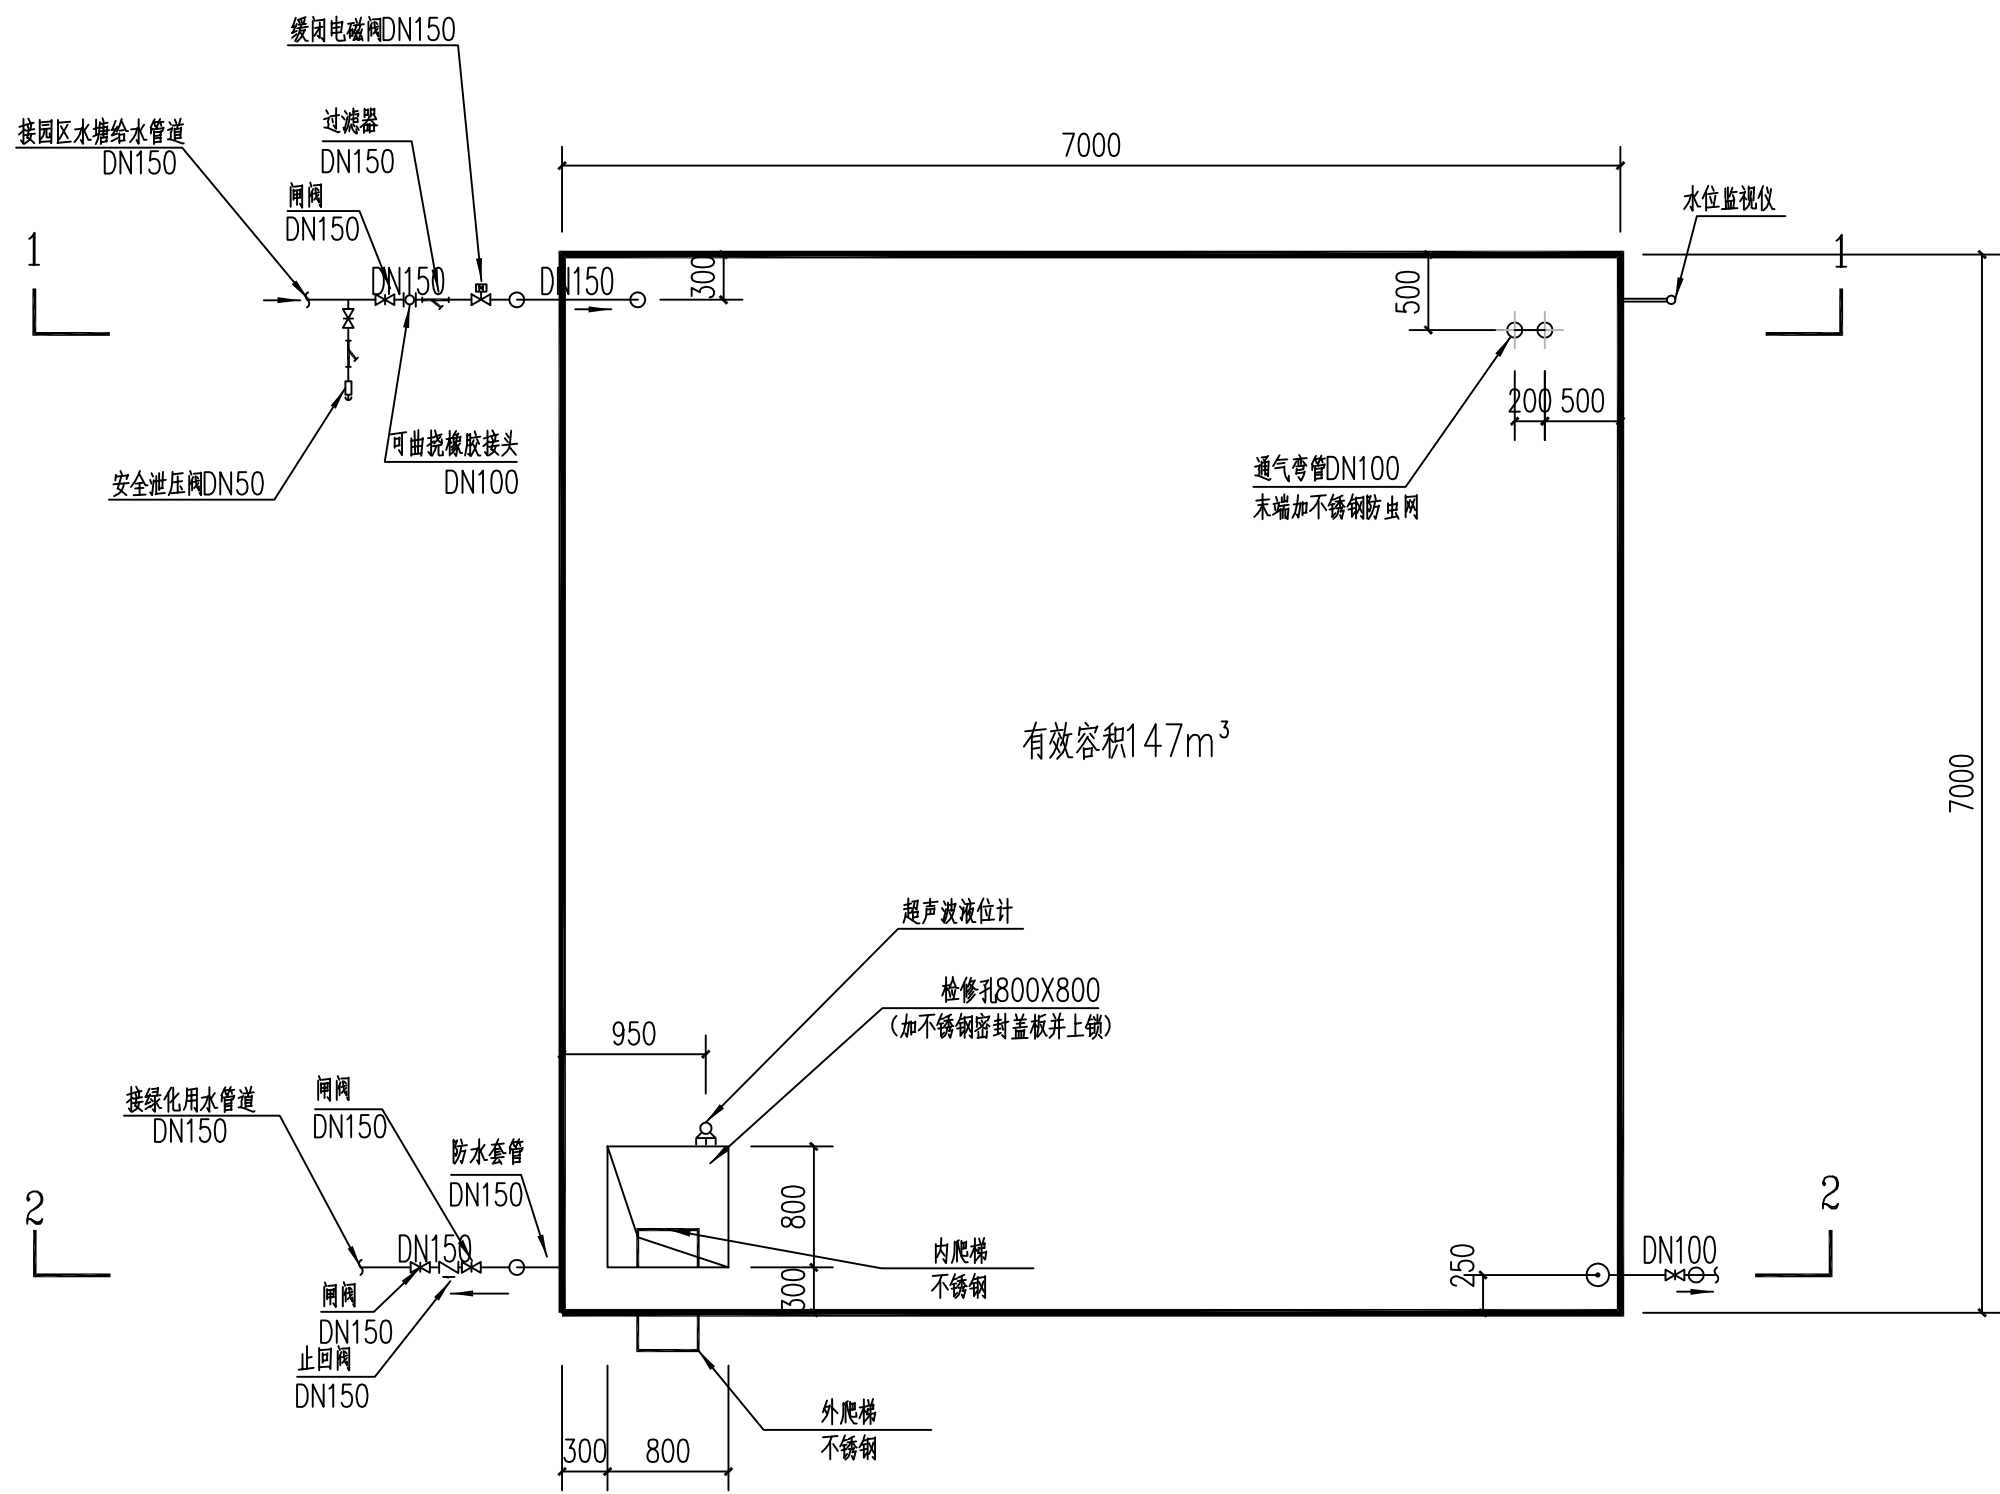 缓闭电磁阀DN150
过滤器
DN150
接园区水塘给水管道
DN150
闸阀
DN150
7000
水位监视仪
1
1
DN150
DN150
300
500
200
500
可曲挠橡胶接头
DN100
安全泄压阀DN50
通气弯管DN100
末端加不锈钢防虫网
有效容积147m³
7000
超声波液位计
检修孔800X800
(加不锈钢密封盖板并上锁)
950
接绿化用水管道
DN150
闸阀
DN150
防水套管
DN150
2
2
DN150
800
300
内爬梯
不锈钢
250
DN100
闸阀
DN150
止回阀
DN150
外爬梯
不锈钢
300
800